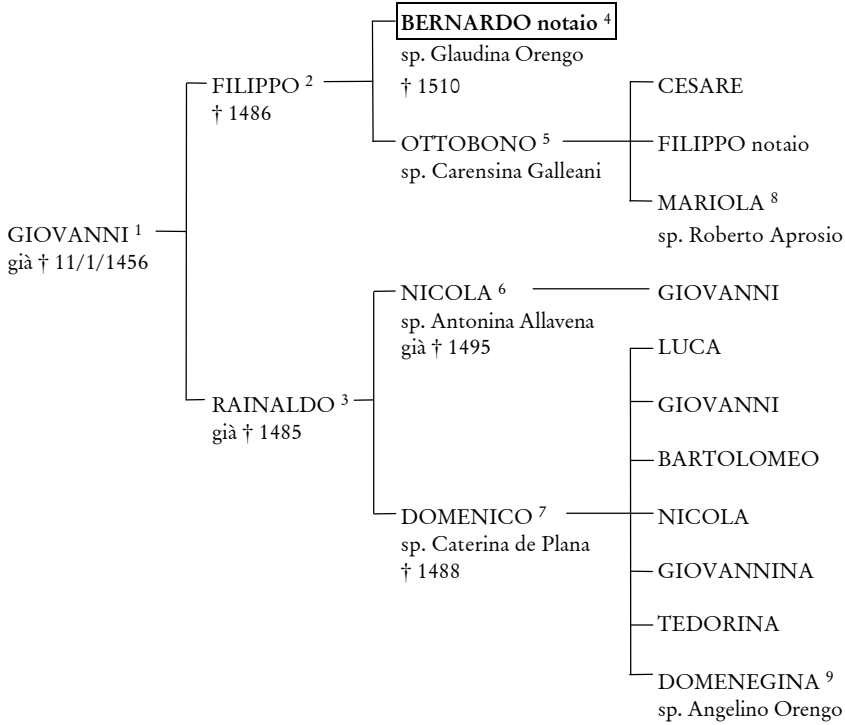 BERNARDO notaio 4
sp. Glaudina Orengo
† 1510
FILIPPO 2
† 1486
CESARE
OTTOBONO 5
sp. Carensina Galleani
FILIPPO notaio
MARIOLA 8
sp. Roberto Aprosio
GIOVANNI 1
già † 11/1/1456
NICOLA 6
sp. Antonina Allavena
già † 1495
GIOVANNI
LUCA
RAINALDO 3
già † 1485
GIOVANNI
BARTOLOMEO
DOMENICO 7
sp. Caterina de Plana
† 1488
NICOLA
GIOVANNINA
TEDORINA
DOMENEGINA 9
sp. Angelino Orengo